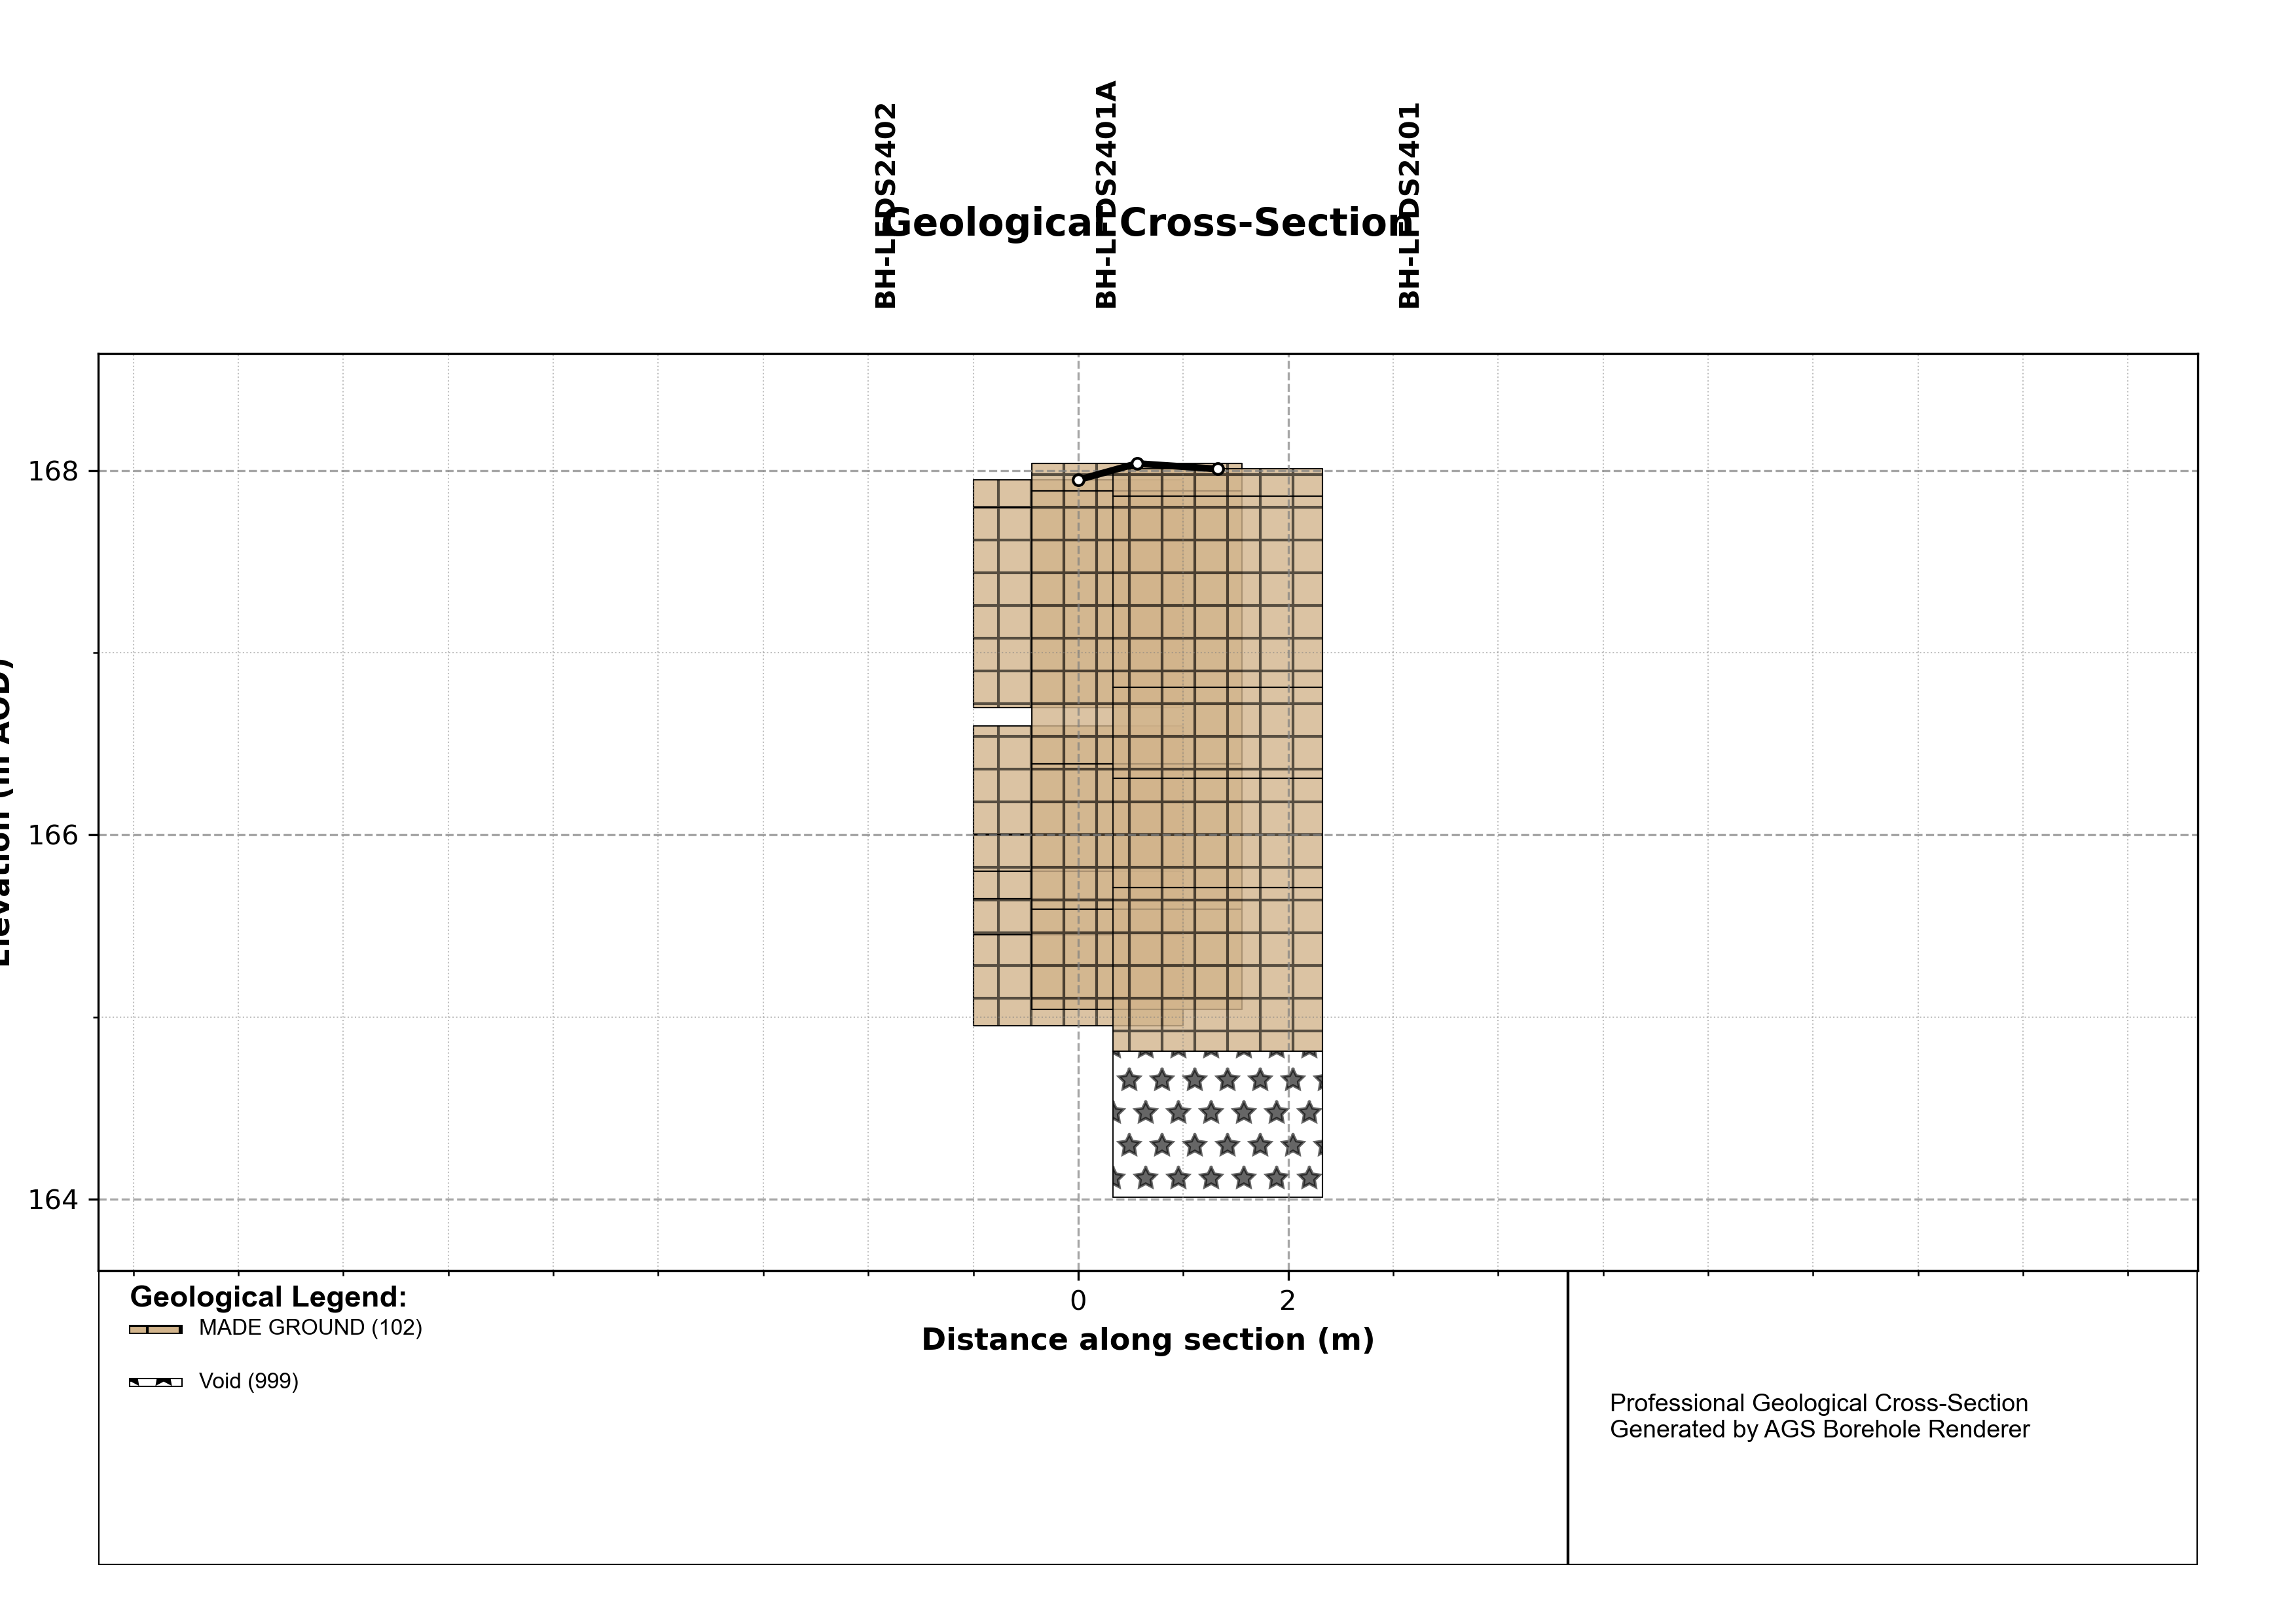 BH-LFDS2402
BH-LFDS2401A
BH-LFDS2401
Geological Cross-Section
Elevation (m AOD)
168
166
164
0
2
Distance along section (m)
Geological Legend:
MADE GROUND (102)
Void (999)
Professional Geological Cross-Section
Generated by AGS Borehole Renderer